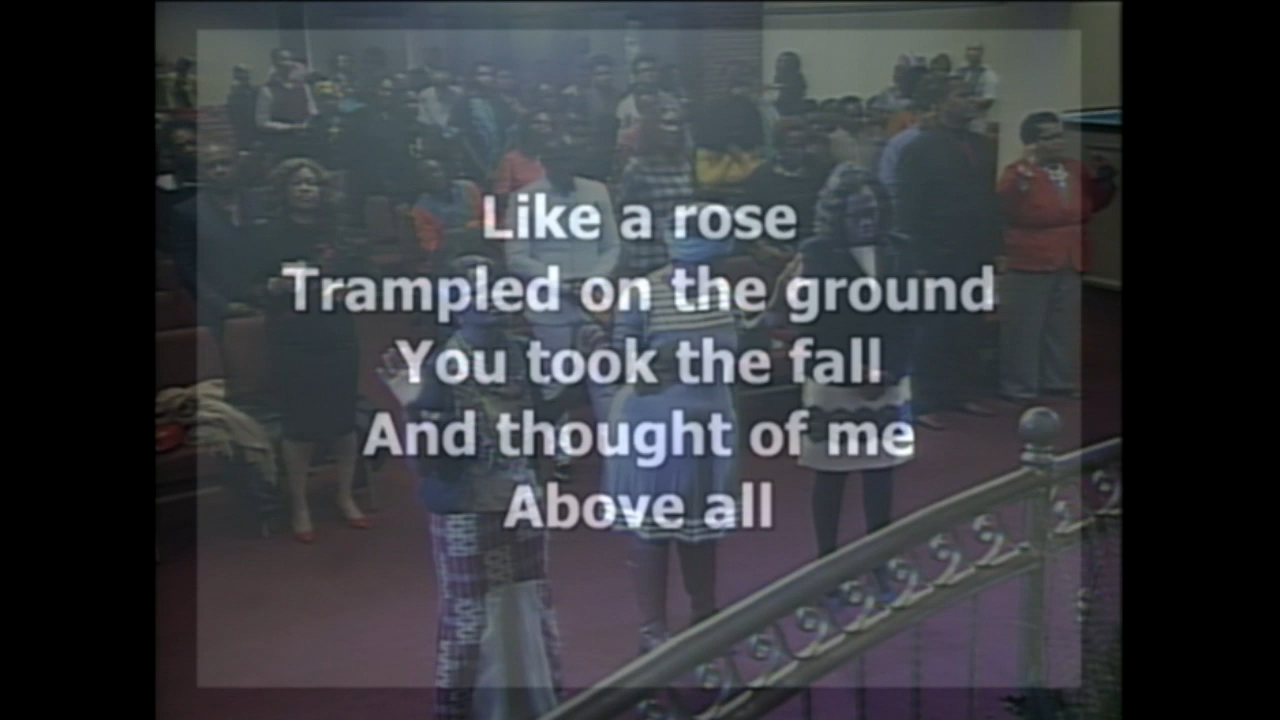 Like a rose
Trampled on the ground
You took the fall
And thought of me
Above all